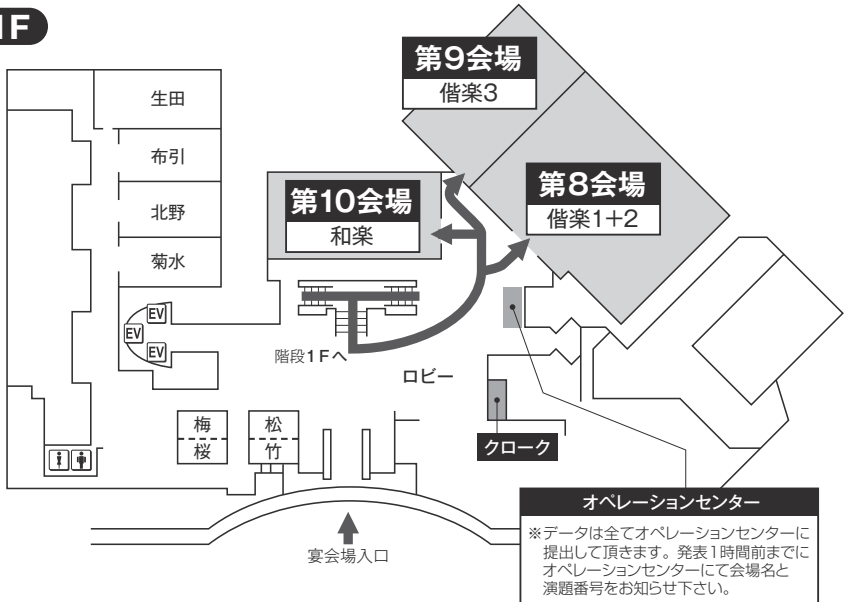 1F
第9会場
偕楽3
生田
布引
北野
菊水
第10会場
和楽
第8会場
偕楽1+2
EV
EV
EV
階段1Fへ
ロビー
梅
桜
松
竹
クローク
宴会場入口
オペレーションセンター
※データは全てオペレーションセンターに
提出して頂きます。発表1時間前までに
オペレーションセンターにて会場名と
演題番号をお知らせ下さい。